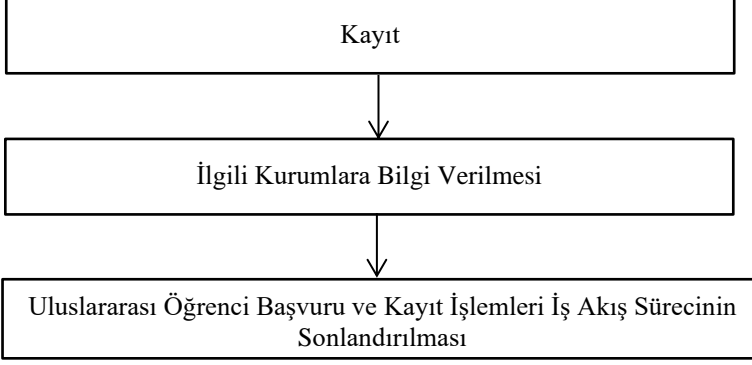 Kayıt
İlgili Kurumlara Bilgi Verilmesi
Uluslararası Öğrenci Başvuru ve Kayıt İşlemleri İş Akış Sürecinin
Sonlandırılması